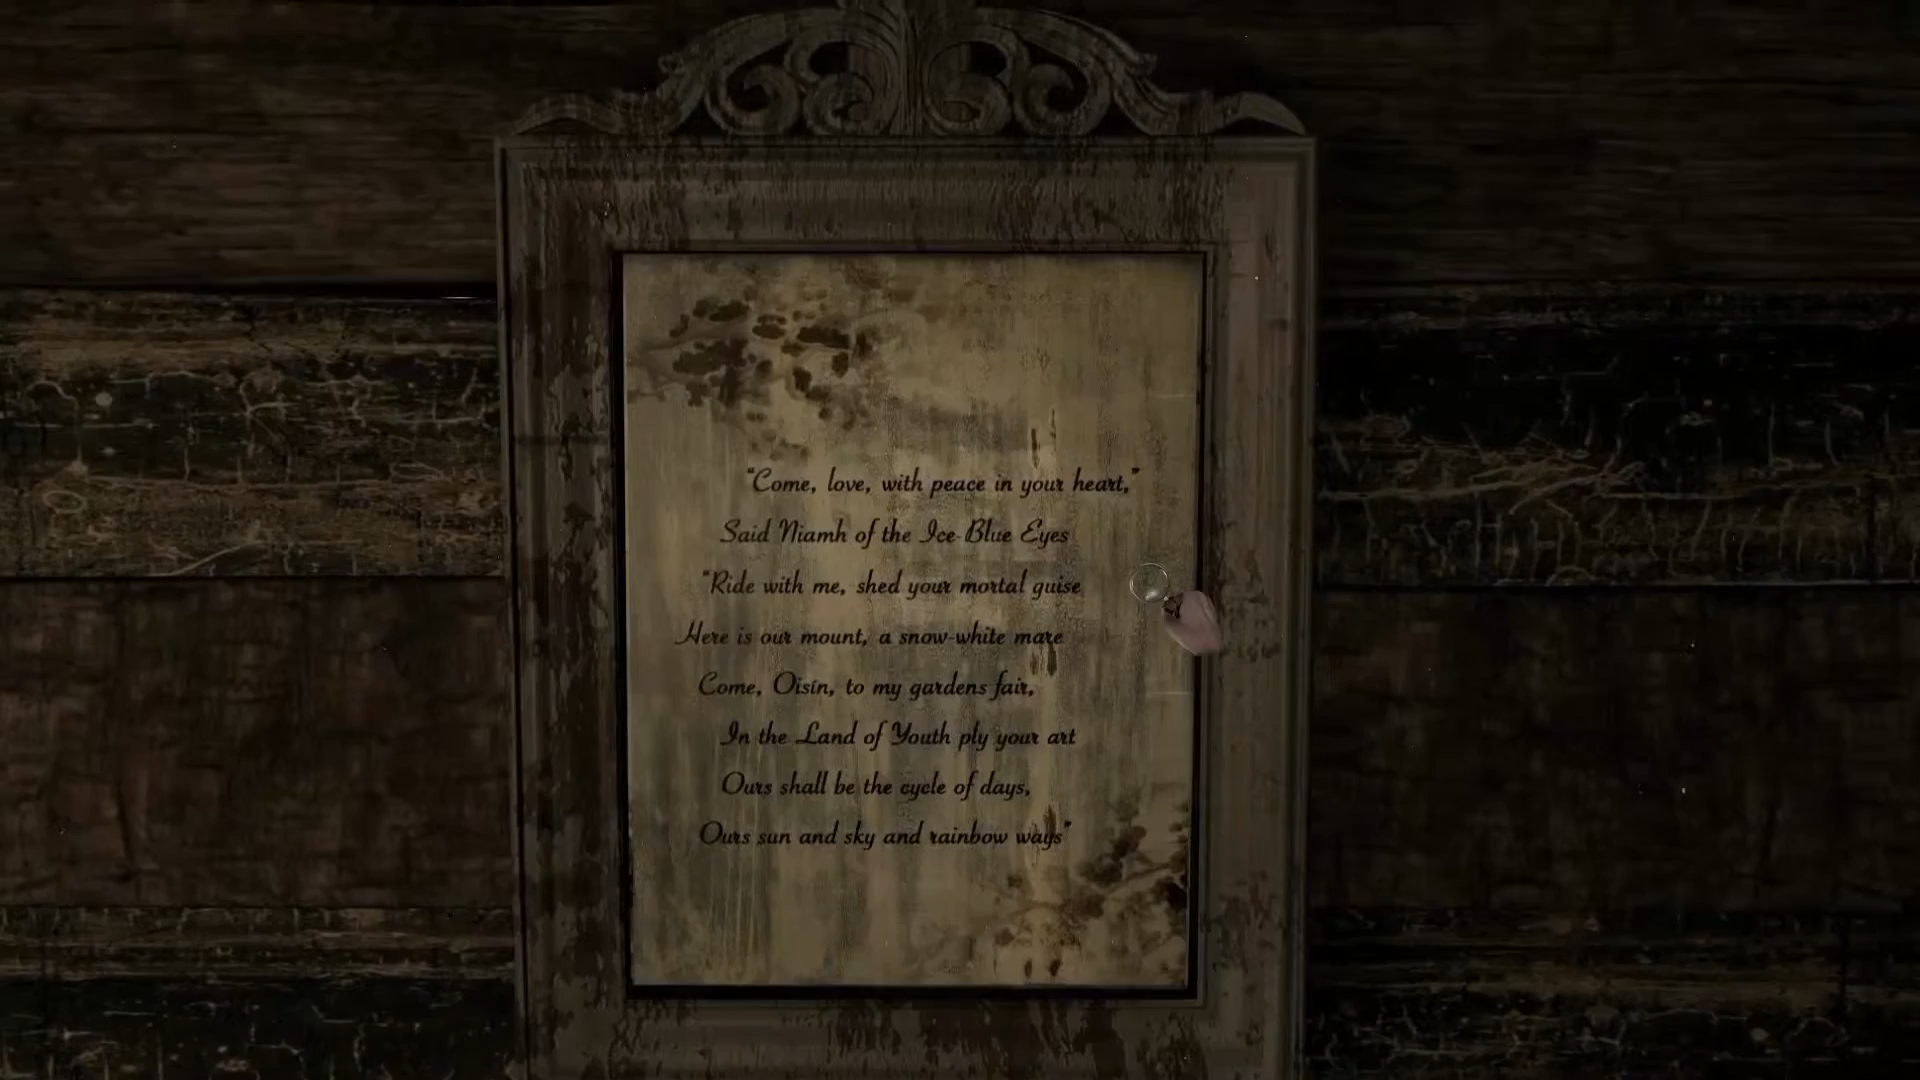 "Come, love, with peace in your heart,"
Said Niamh of the Ice-Blue Eyes
"Ride with me, shed your mortal guise
Here is our mount, a snow-white mare
Come, Oisín, to my gardens fair,
In the Land of Youth ply your art
Ours shall be the cycle of days,
Ours sun and sky and rainbow ways"